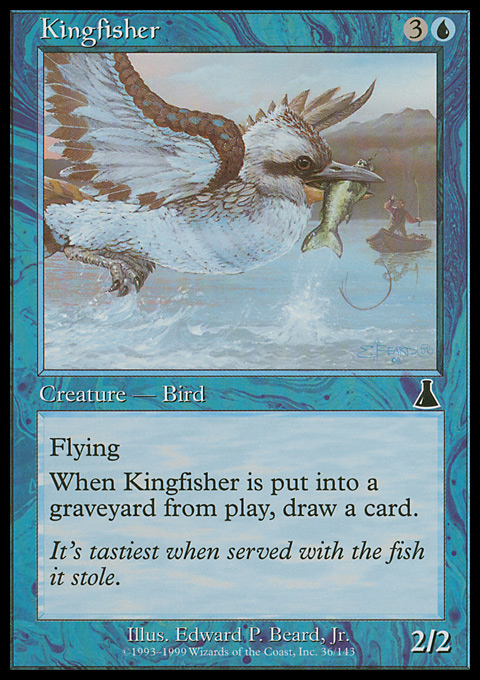 Kingfisher 3
Creature — Bird
Flying
When Kingfisher is put into a
graveyard from play, draw a card.
It's tastiest when served with the fish
it stole.
Illus. Edward P. Beard, Jr.
©1993–1999 Wizards of the Coast, Inc. 36/143
2/2